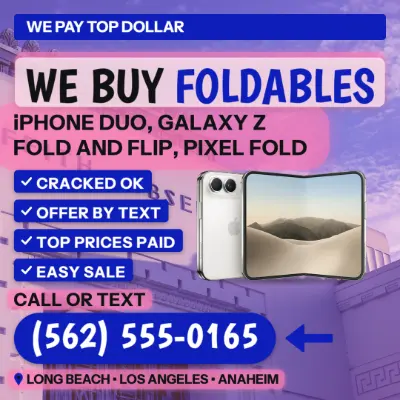 WE PAY TOP DOLLAR
WE BUY FOLDABLES
iPHONE DUO, GALAXY Z
FOLD AND FLIP, PIXEL FOLD
CRACKED OK
OFFER BY TEXT
TOP PRICES PAID
EASY SALE
CALL OR TEXT
(562) 555-0165
LONG BEACH • LOS ANGELES • ANAHEIM